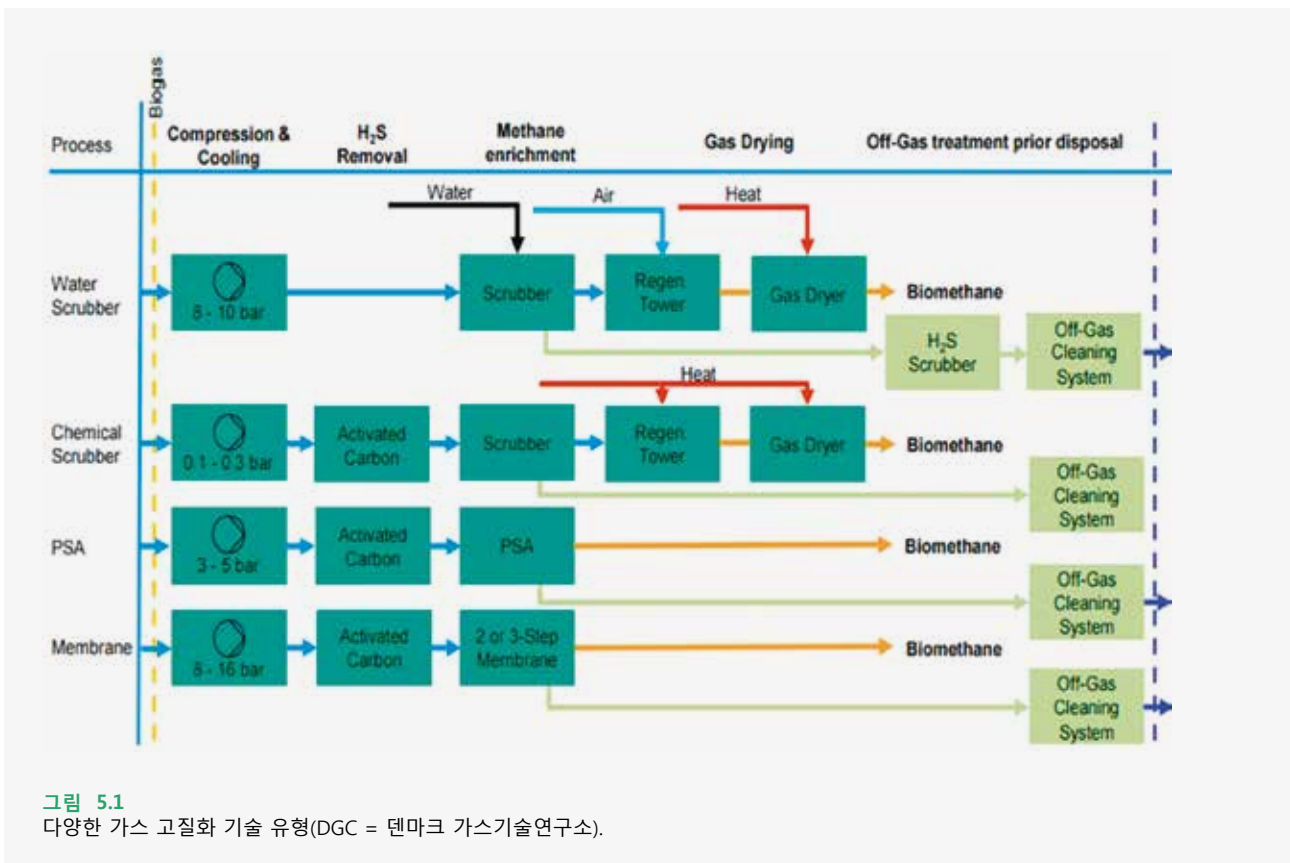 Biogas
Process
Compression &
Cooling
H₂S
Removal
Methane
enrichment
Gas Drying
Off-Gas treatment prior disposal
Water
Air
Heat
Water
Scrubber
8 - 10 bar
Scrubber
Regen.
Tower
Gas Dryer
Biomethane
H₂S
Scrubber
Off-Gas
Cleaning
System
Heat
Chemical
Scrubber
0.1 - 0.3 bar
Activated
Carbon
Scrubber
Regen.
Tower
Gas Dryer
Biomethane
Off-Gas
Cleaning
System
PSA
3 - 5 bar
Activated
Carbon
PSA
Biomethane
Off-Gas
Cleaning
System
Membrane
8 - 16 bar
Activated
Carbon
2 or 3-Step
Membrane
Biomethane
Off-Gas
Cleaning
System
그림 5.1
다양한 가스 고질화 기술 유형(DGC = 덴마크 가스기술연구소).